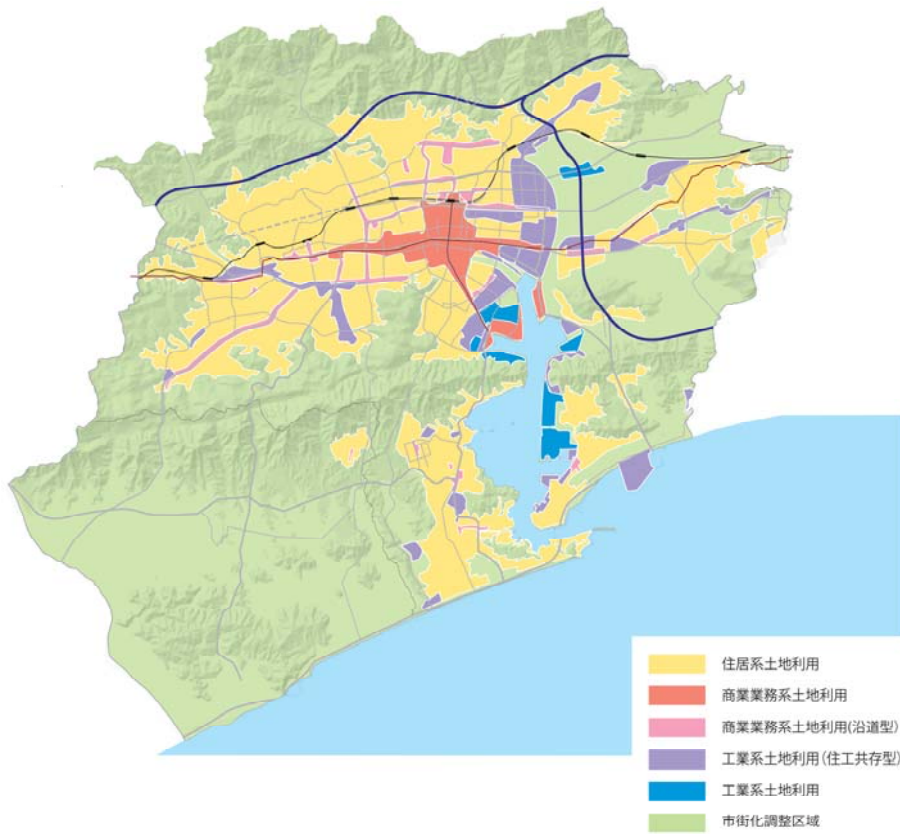 住居系土地利用
商業業務系土地利用
商業業務系土地利用(沿道型)
工業系土地利用(住工共存型)
工業系土地利用
市街化調整区域